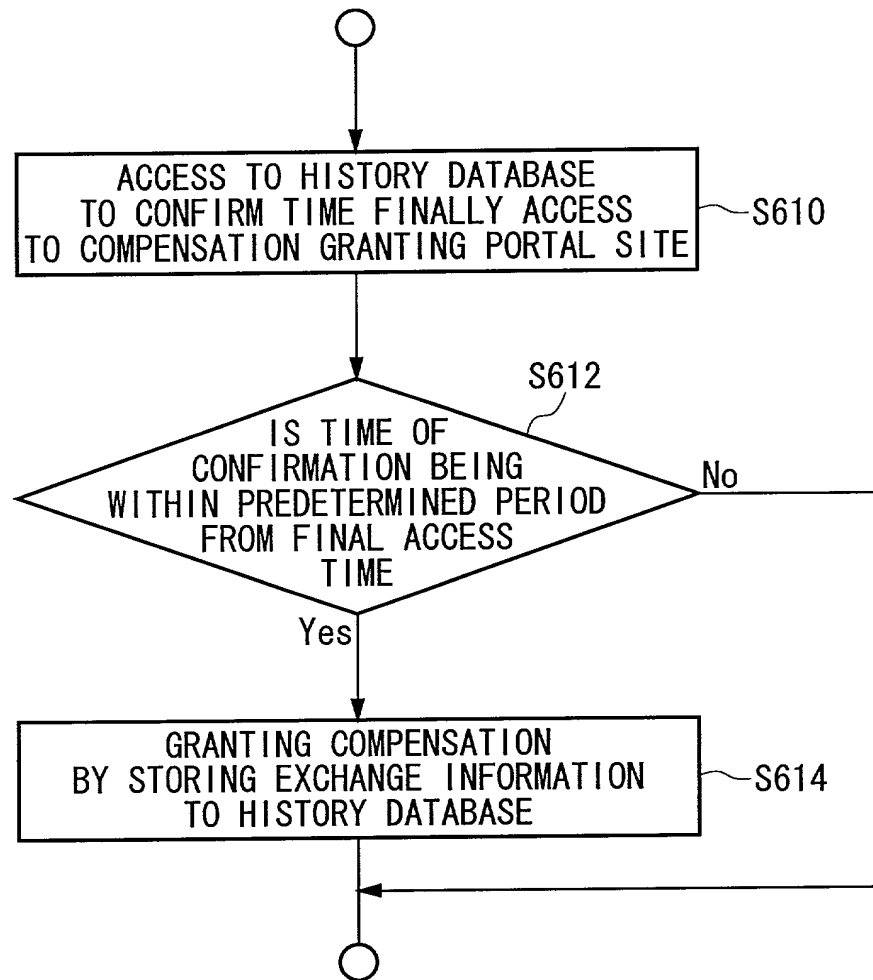 ACCESS TO HISTORY DATABASE
TO CONFIRM TIME FINALLY ACCESS
TO COMPENSATION GRANTING PORTAL SITE
S610
S612
IS TIME OF
CONFIRMATION BEING
WITHIN PREDETERMINED PERIOD
FROM FINAL ACCESS
TIME
No
Yes
GRANTING COMPENSATION
BY STORING EXCHANGE INFORMATION
TO HISTORY DATABASE
S614